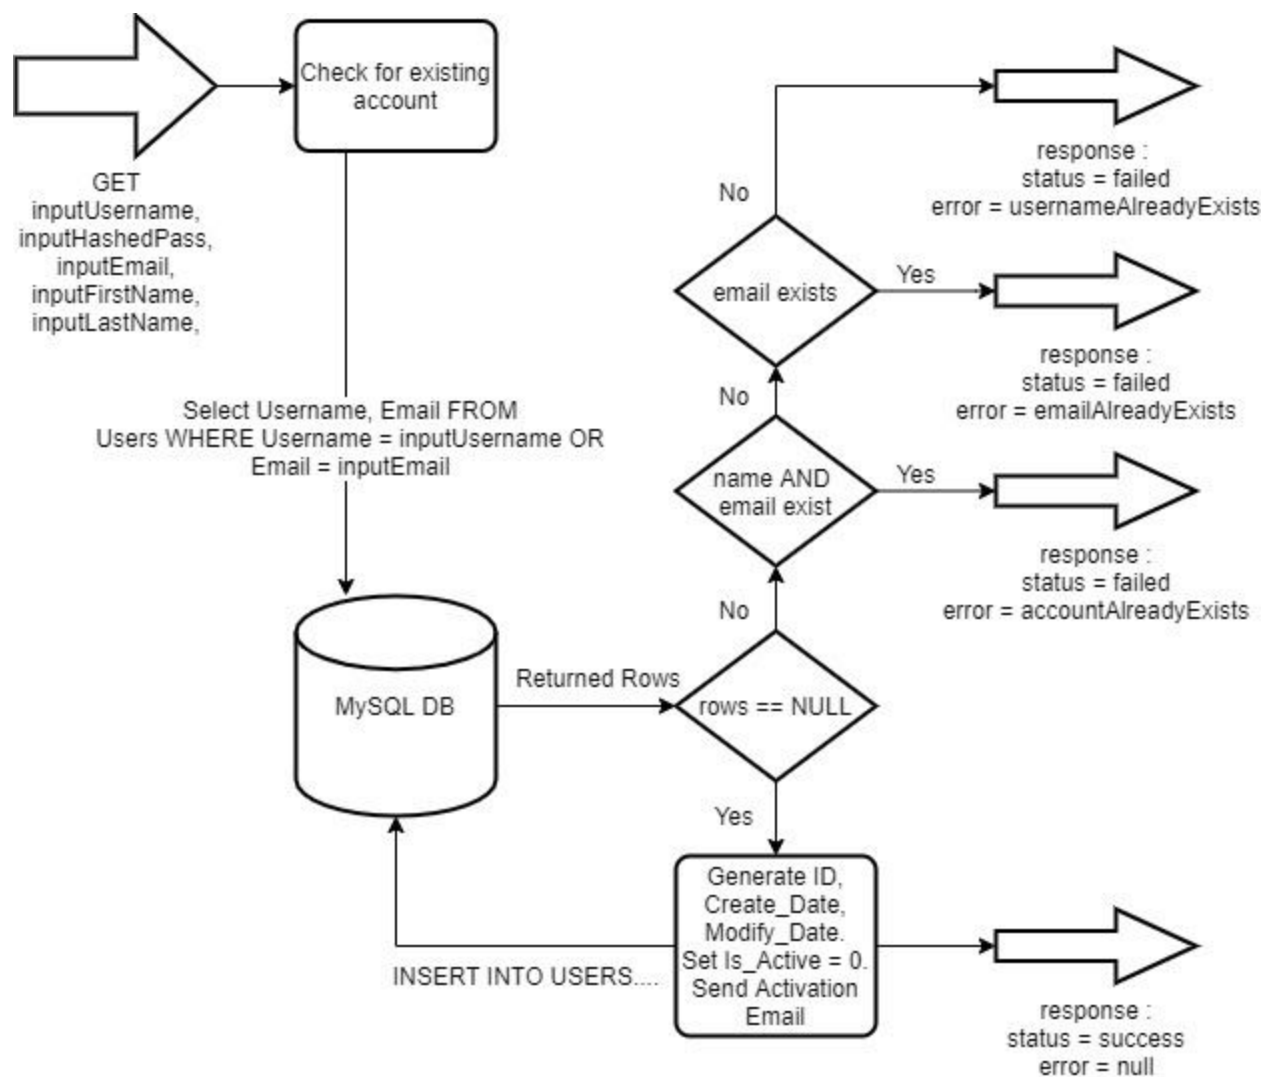 Check for existing
account
GET
inputUsername,
inputHashedPass,
inputEmail,
inputFirstName,
inputLastName,
Select Username, Email FROM
Users WHERE Username = inputUsername OR
Email = inputEmail
MySQL DB
Returned Rows
rows == NULL
No
name AND
email exist
Yes
response :
status = failed
error = accountAlreadyExists
No
email exists
Yes
response :
status = failed
error = emailAlreadyExists
No
response :
status = failed
error = usernameAlreadyExists
Yes
Generate ID,
Create_Date,
Modify_Date.
Set Is_Active = 0.
Send Activation
Email
INSERT INTO USERS....
response :
status = success
error = null